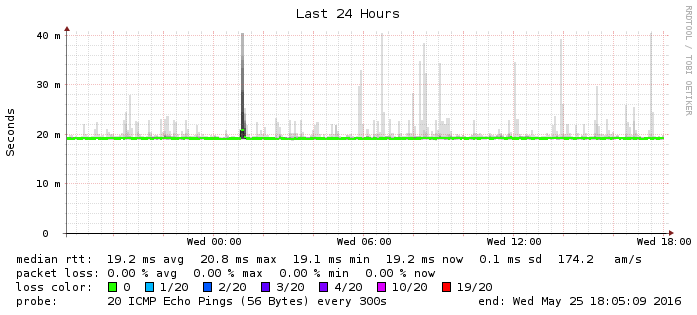 Last 24 Hours
RRDTOOL / TOBI OETIKER
Seconds
40 m
30 m
20 m
10 m
0
Wed 00:00 Wed 06:00 Wed 12:00 Wed 18:00
median rtt: 19.2 ms avg 20.8 ms max 19.1 ms min 19.2 ms now 0.1 ms sd 174.2 am/s
packet loss: 0.00 % avg 0.00 % max 0.00 % min 0.00 % now
loss color: 0 1/20 2/20 3/20 4/20 10/20 19/20
probe: 20 ICMP Echo Pings (56 Bytes) every 300s end: Wed May 25 18:05:09 2016